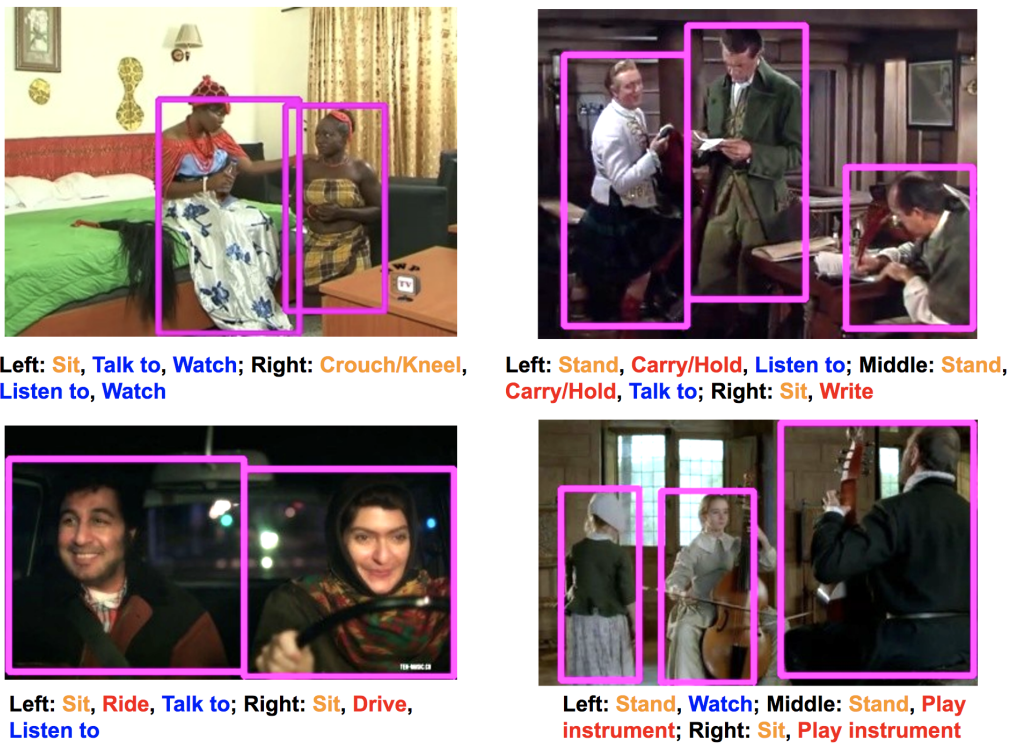 TV
Left: Sit, Talk to, Watch; Right: Crouch/Kneel,
Listen to, Watch
Left: Stand, Carry/Hold, Listen to; Middle: Stand,
Carry/Hold, Talk to; Right: Sit, Write
Left: Sit, Ride, Talk to; Right: Sit, Drive,
Listen to
Left: Stand, Watch; Middle: Stand, Play
instrument; Right: Sit, Play instrument